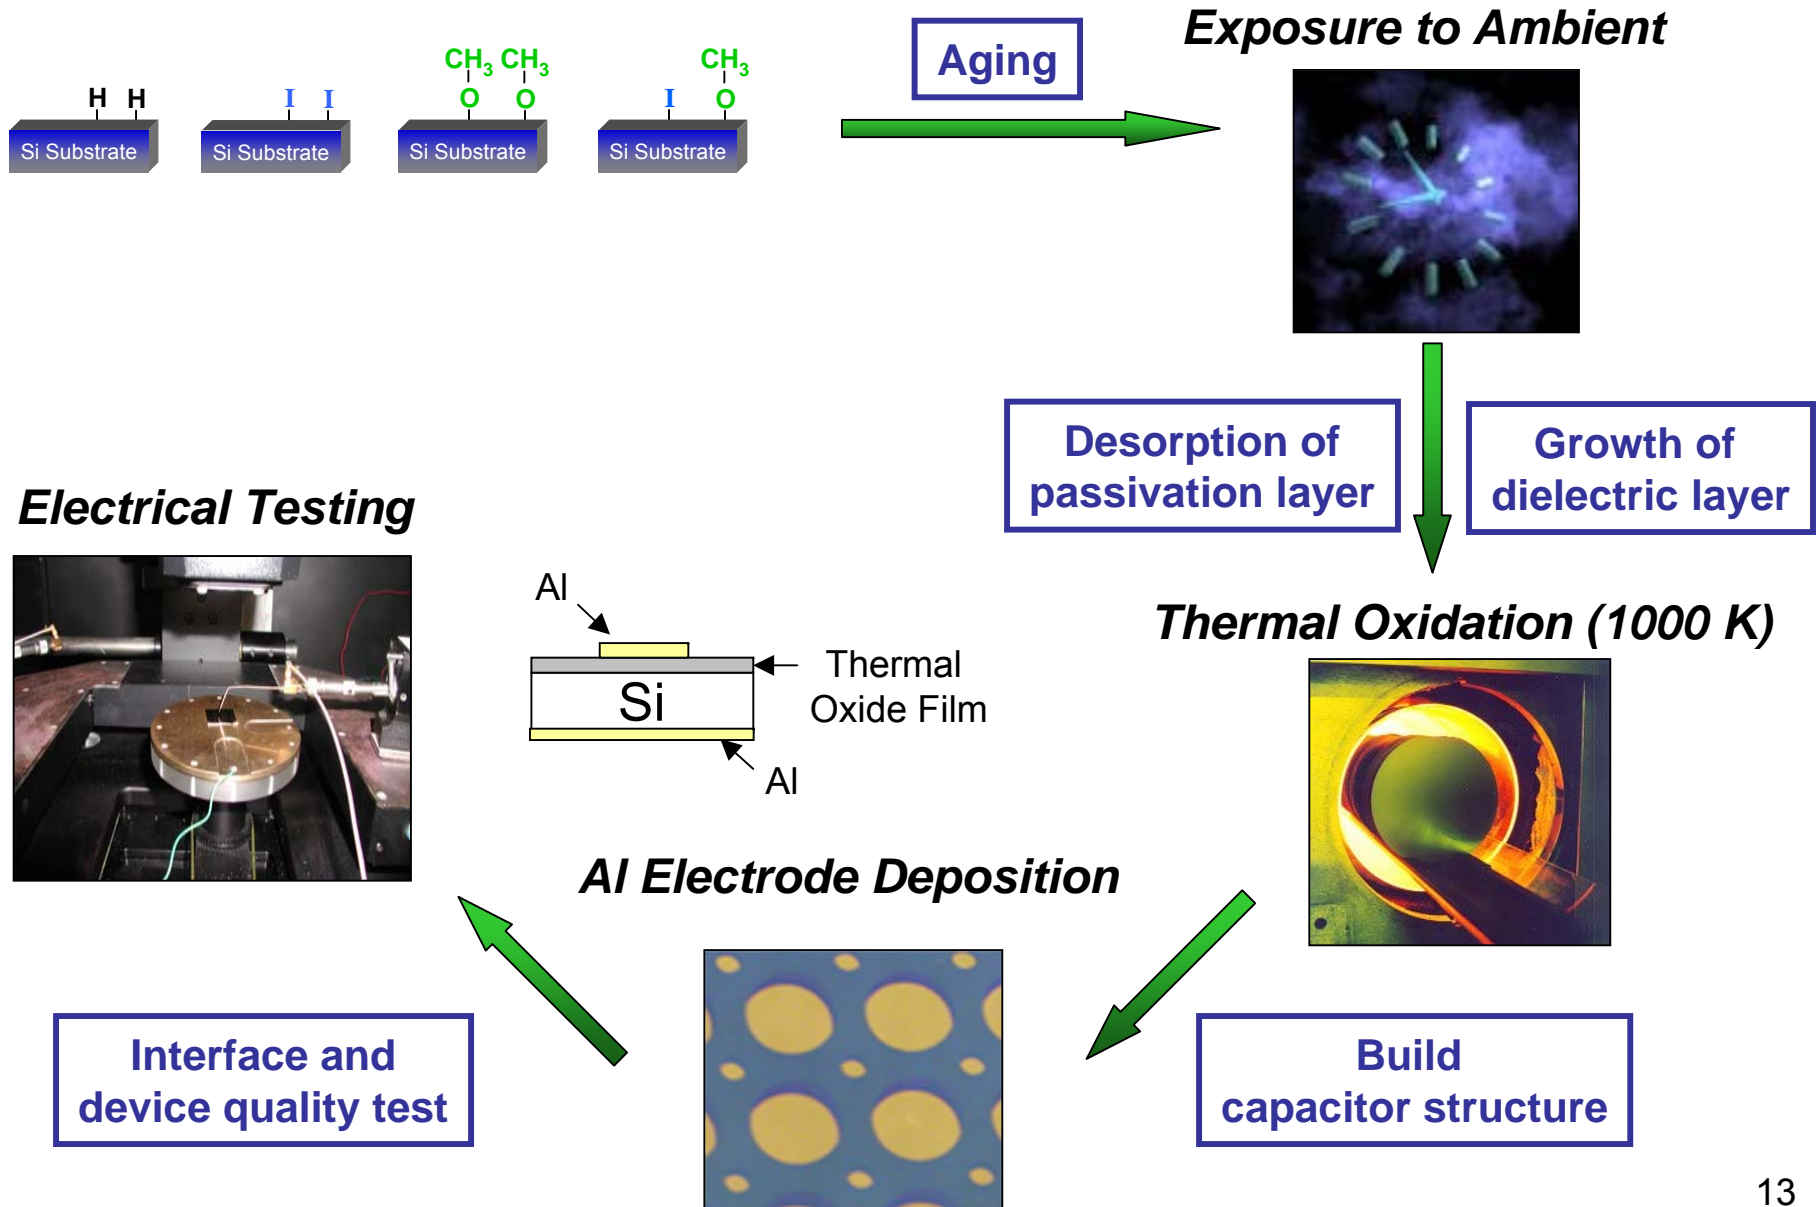 Exposure to Ambient
Aging
H H
I I
CH3 CH3
O O
CH3
I O
Si Substrate
Si Substrate
Si Substrate
Si Substrate
Desorption of
passivation layer
Growth of
dielectric layer
Electrical Testing
Al
Thermal
Oxide Film
Si
Al
Thermal Oxidation (1000 K)
Al Electrode Deposition
Interface and
device quality test
Build
capacitor structure
13